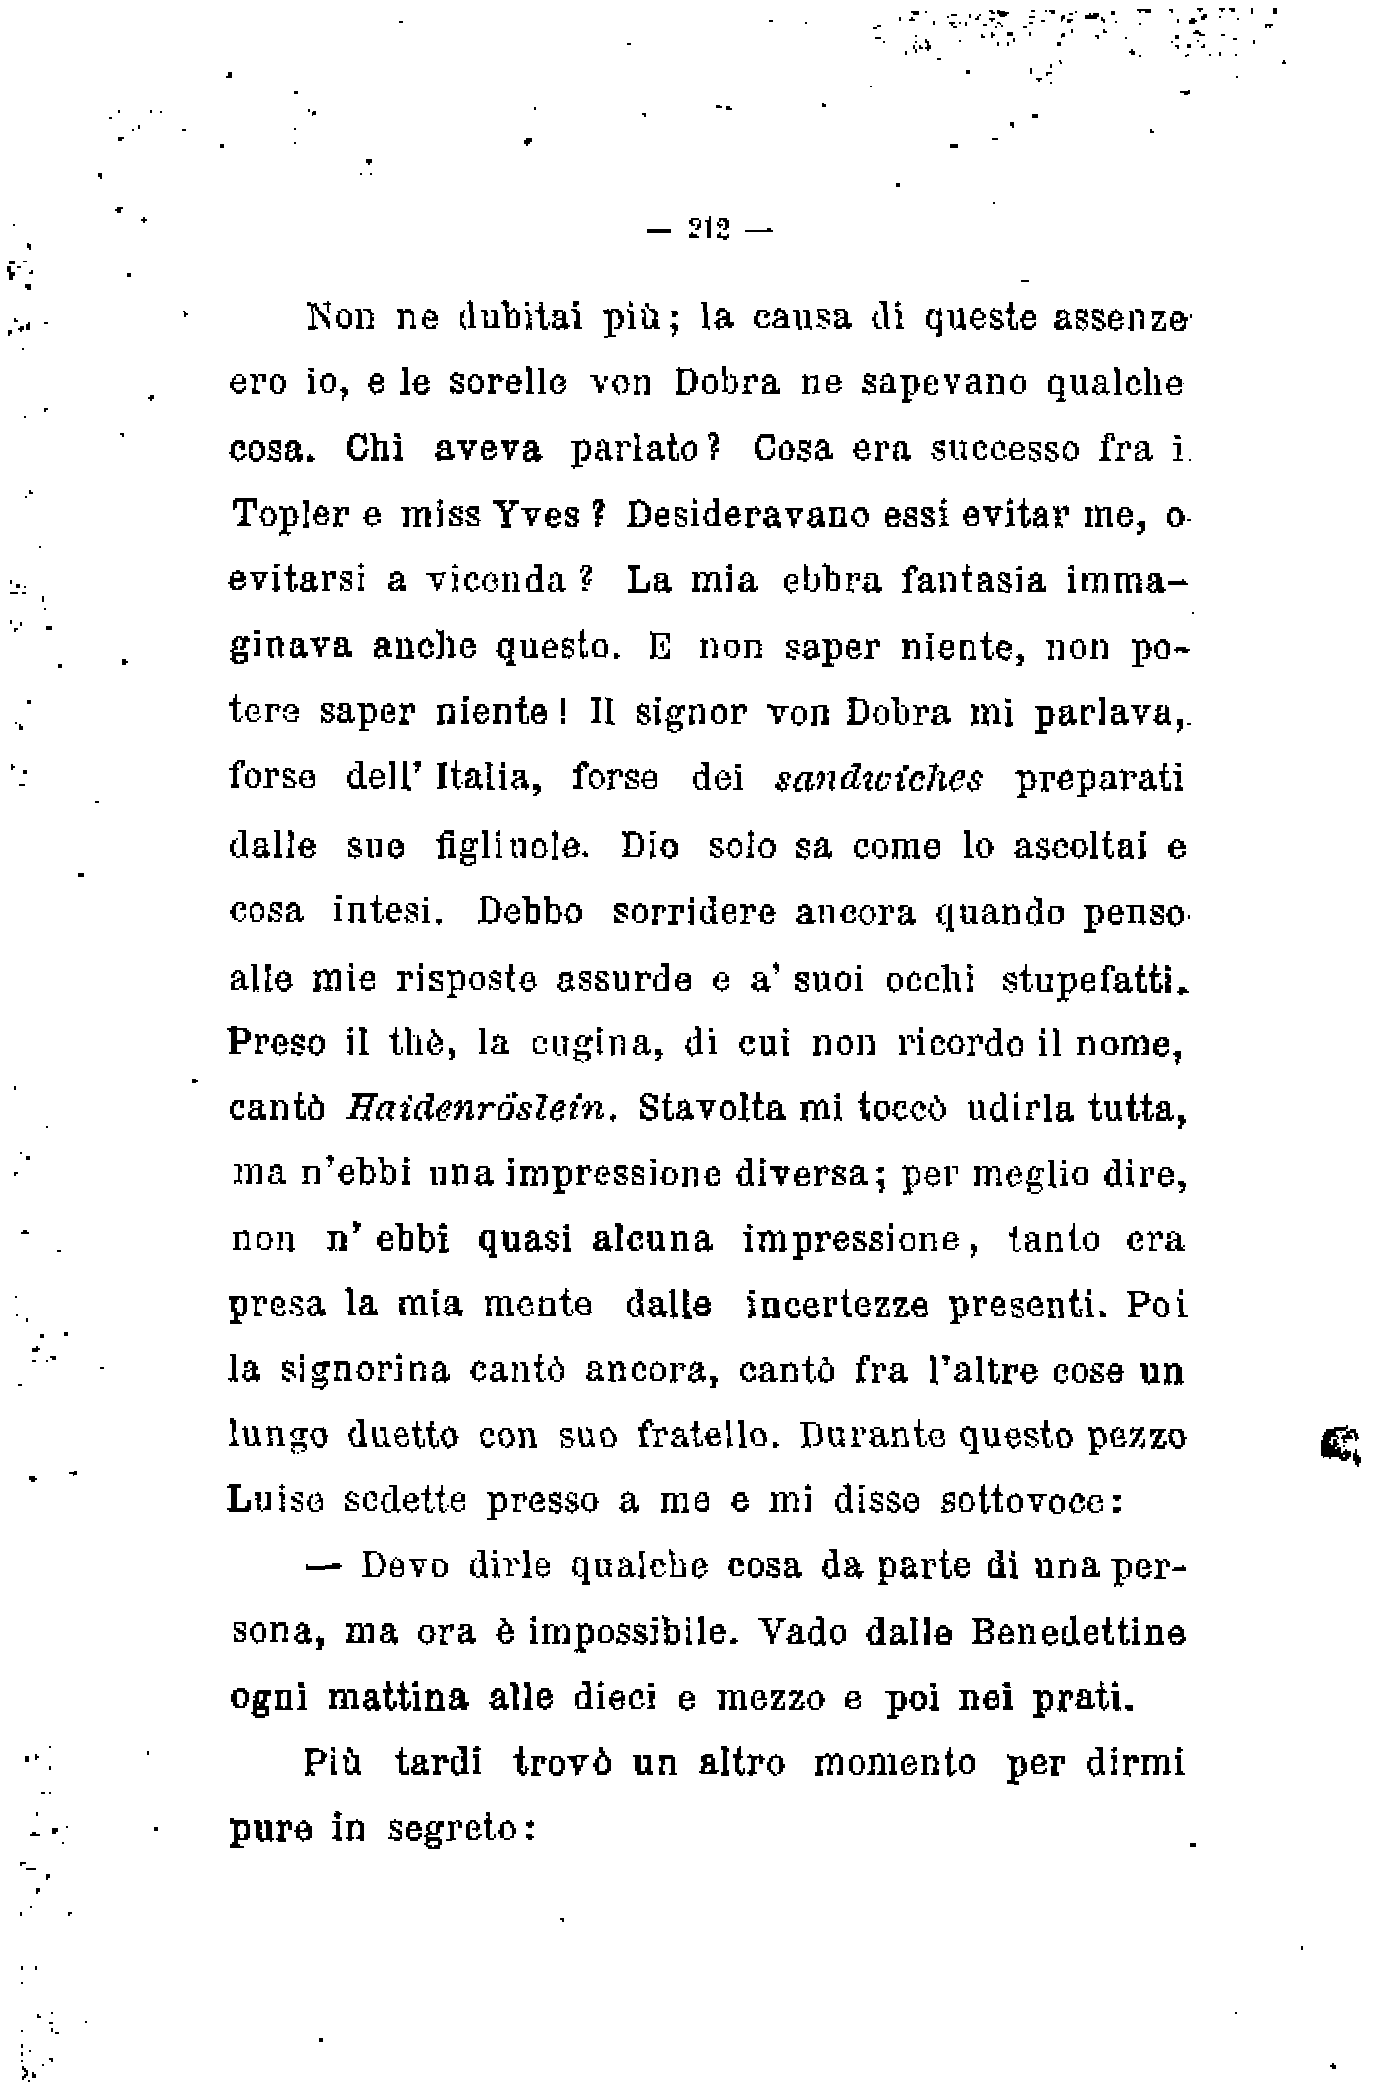 — 212 —
Non ne dubitai più; la causa di queste assenze
ero io, e le sorelle von Dobra ne sapevano qualche
cosa. Chi aveva parlato? Cosa era successo fra i
Topler e miss Yves? Desideravano essi evitar me, o
evitarsi a vicenda? La mia ebbra fantasia imma-
ginava anche questo. E non saper niente, non po-
tere saper niente! Il signor von Dobra mi parlava,
forse dell' Italia, forse dei sandwiches preparati
dalle sue figliuole. Dio solo sa come lo ascoltai e
cosa intesi. Debbo sorridere ancora quando penso
alle mie risposte assurde e a' suoi occhi stupefatti.
Preso il thè, la cugina, di cui non ricordo il nome,
cantò Haidenröslein. Stavolta mi toccò udirla tutta,
ma n'ebbi una impressione diversa; per meglio dire,
non n' ebbi quasi alcuna impressione, tanto era
presa la mia mente dalle incertezze presenti. Poi
la signorina cantò ancora, cantò fra l'altre cose un
lungo duetto con suo fratello. Durante questo pezzo
Luise sedette presso a me e mi disse sottovoce:
— Devo dirle qualche cosa da parte di una per-
sona, ma ora è impossibile. Vado dalle Benedettine
ogni mattina alle dieci e mezzo e poi nei prati.
Più tardi trovò un altro momento per dirmi
pure in segreto: